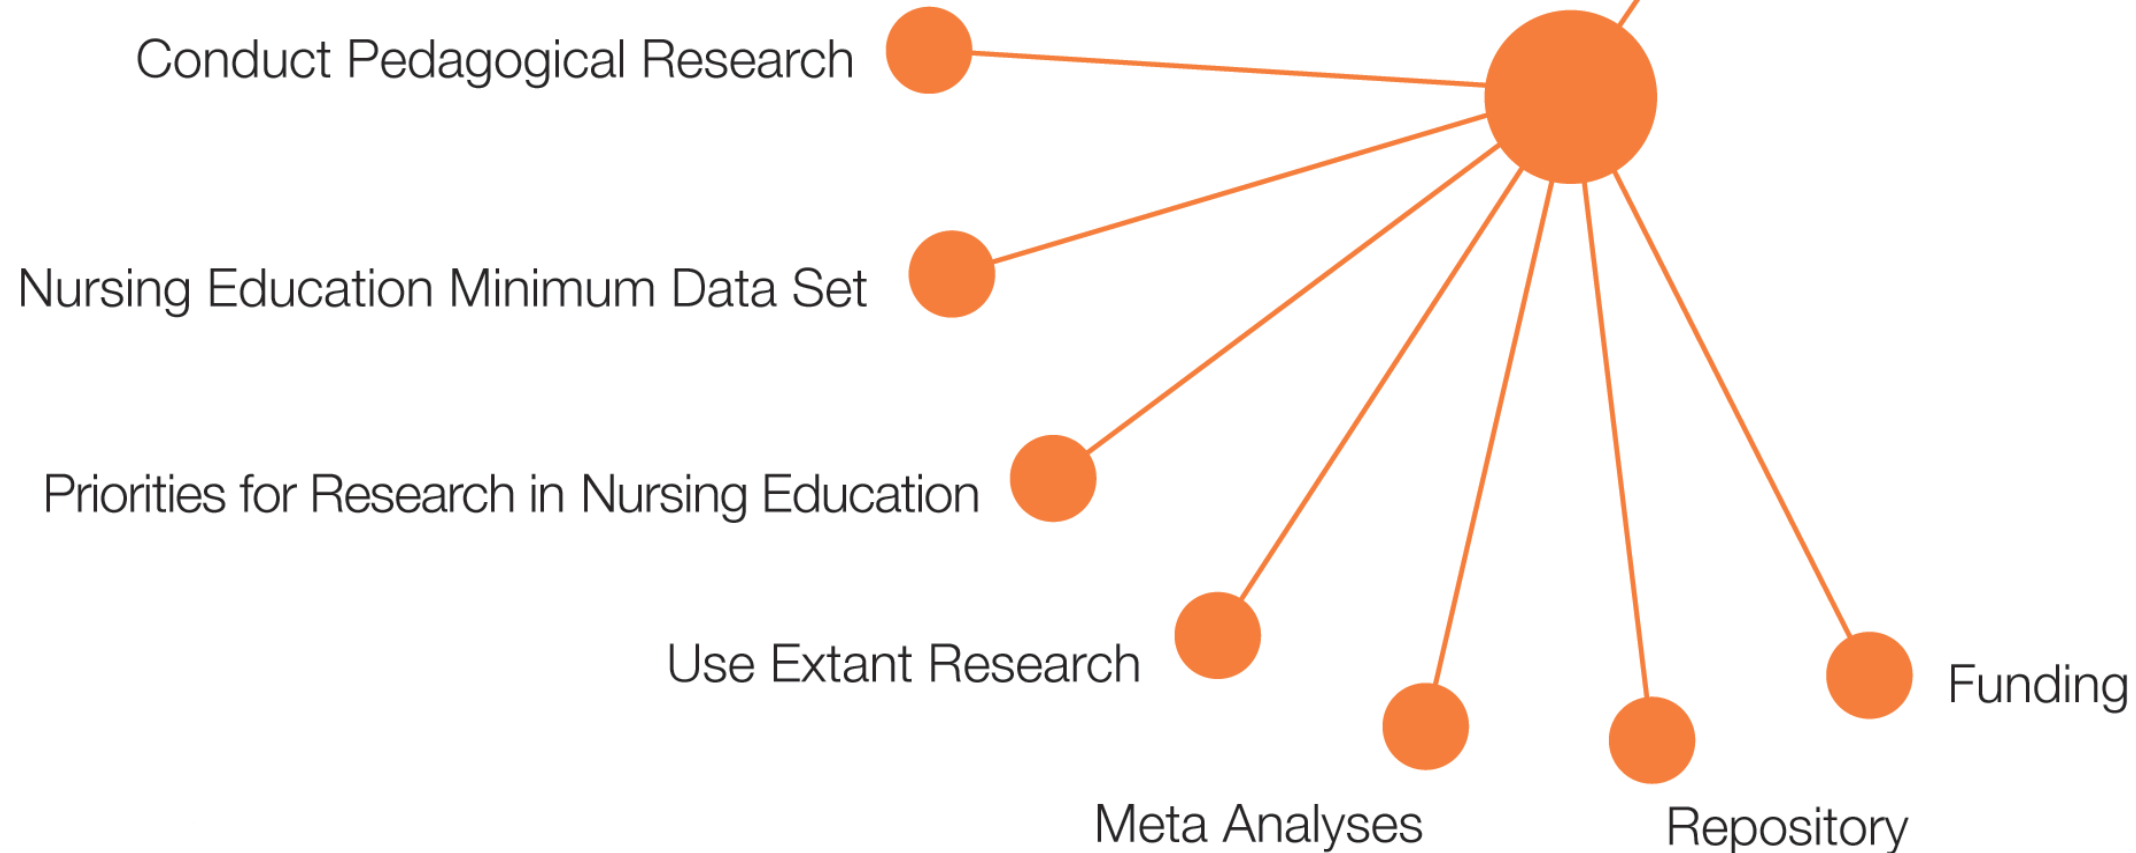 Conduct Pedagogical Research
Nursing Education Minimum Data Set
Priorities for Research in Nursing Education
Use Extant Research
Funding
Meta Analyses
Repository